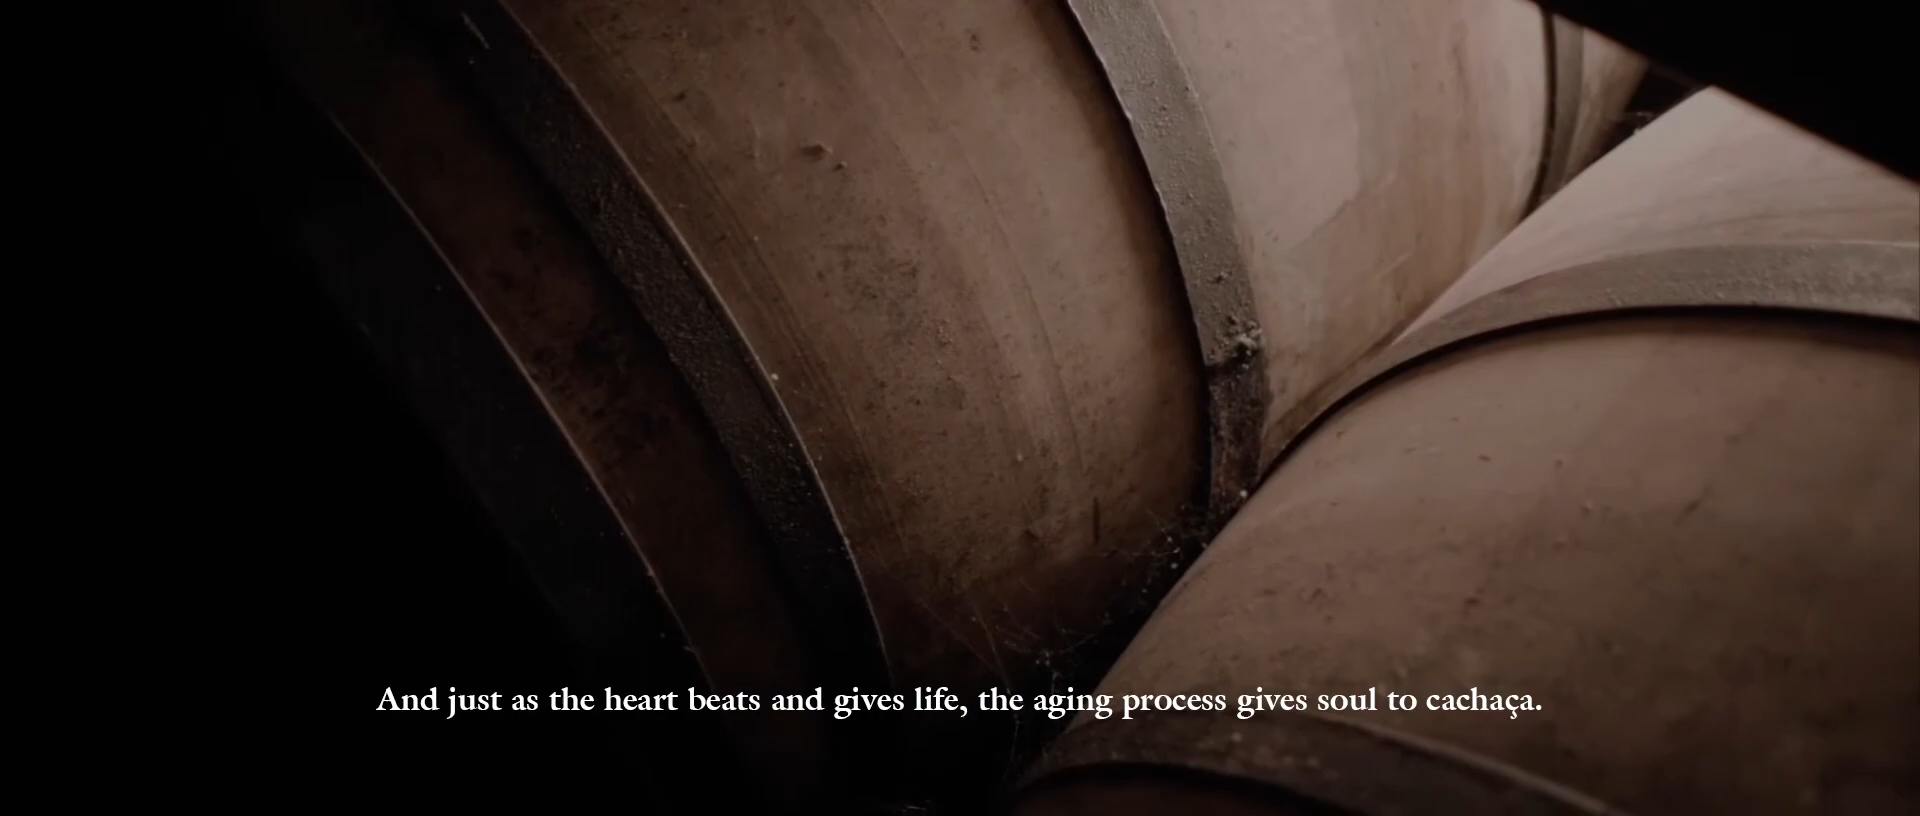 And just as the heart beats and gives life, the aging process gives soul to cachaça.